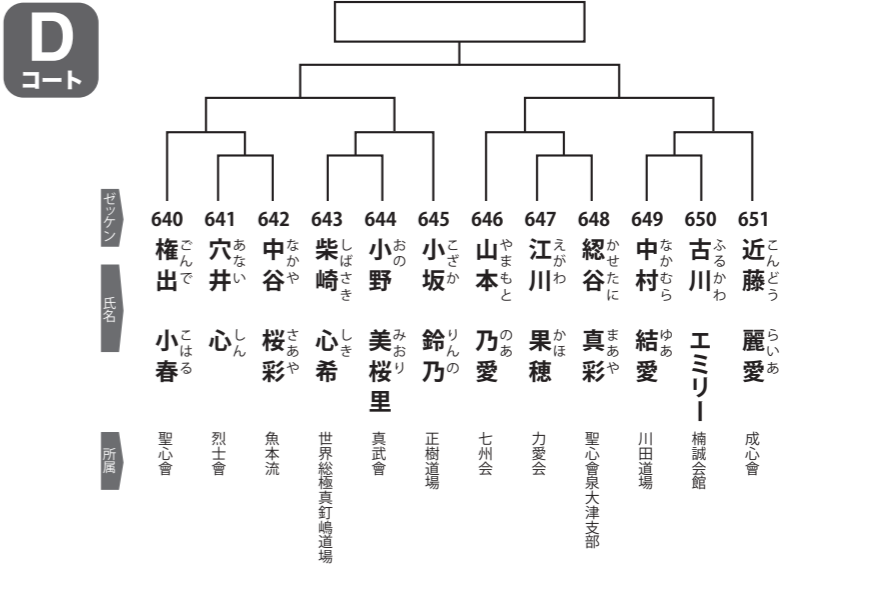 D
コート
ゼッケン
640
641
642
643
644
645
646
647
648
649
650
651
氏名
権出 小春
ごんで こはる
穴井 心
あない しん
中谷 桜彩
なかや さあや
柴崎 心希
しばさき しき
小野 美桜里
おの みおり
小坂 鈴乃
こざか りんの
山本 乃愛
やまもと のあ
江川 果穂
えがわ かほ
綛谷 真彩
かせたに まあや
中村 結愛
なかむら ゆあ
古川 エミリー
ふるかわ
近藤 麗愛
こんどう らいあ
所属
聖心會
烈士會
魚本流
世界総極真釘嶋道場
真武會
正樹道場
七州会
力愛会
聖心會泉大津支部
川田道場
楠誠会館
成心會